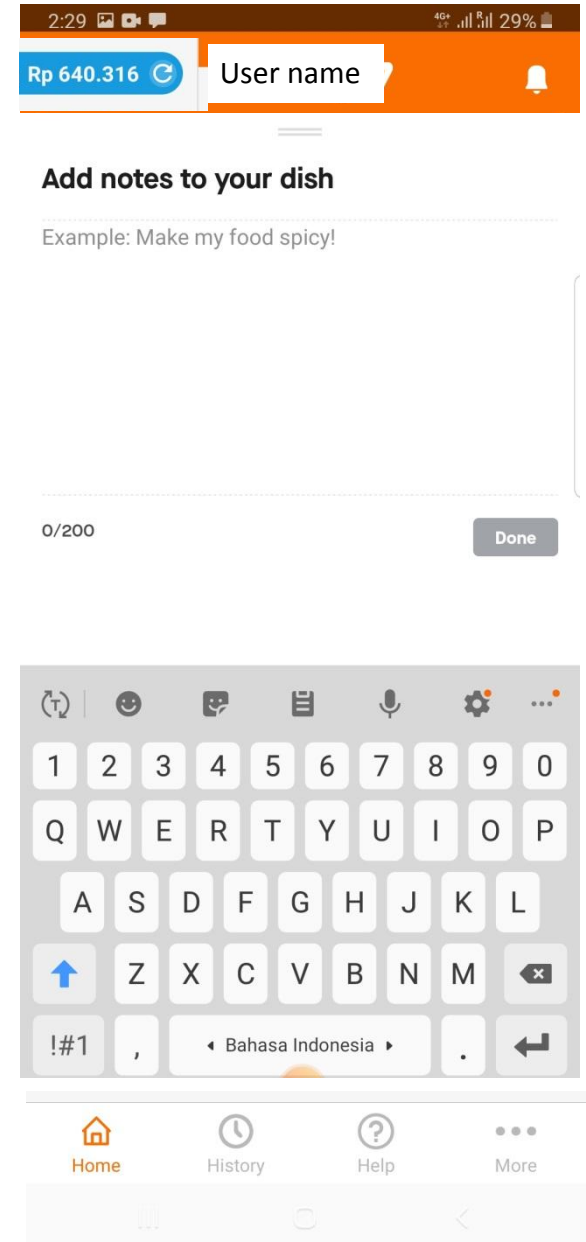 2:29 4G+ R 29%
Rp 640.316 User name
Add notes to your dish
Example: Make my food spicy!
0/200 Done
T
1 2 3 4 5 6 7 8 9 0
Q W E R T Y U I O P
A S D F G H J K L
Z X C V B N M
!#1 , Bahasa Indonesia .
Home History Help More